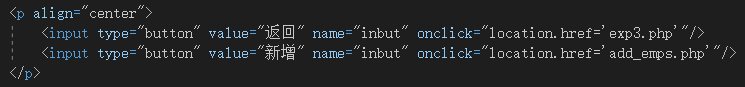 <p align="center">
<input type="button" value="返回" name="inbut" onclick="location.href='exp3.php'"/>
<input type="button" value="新增" name="inbut" onclick="location.href='add_emps.php'"/>
</p>